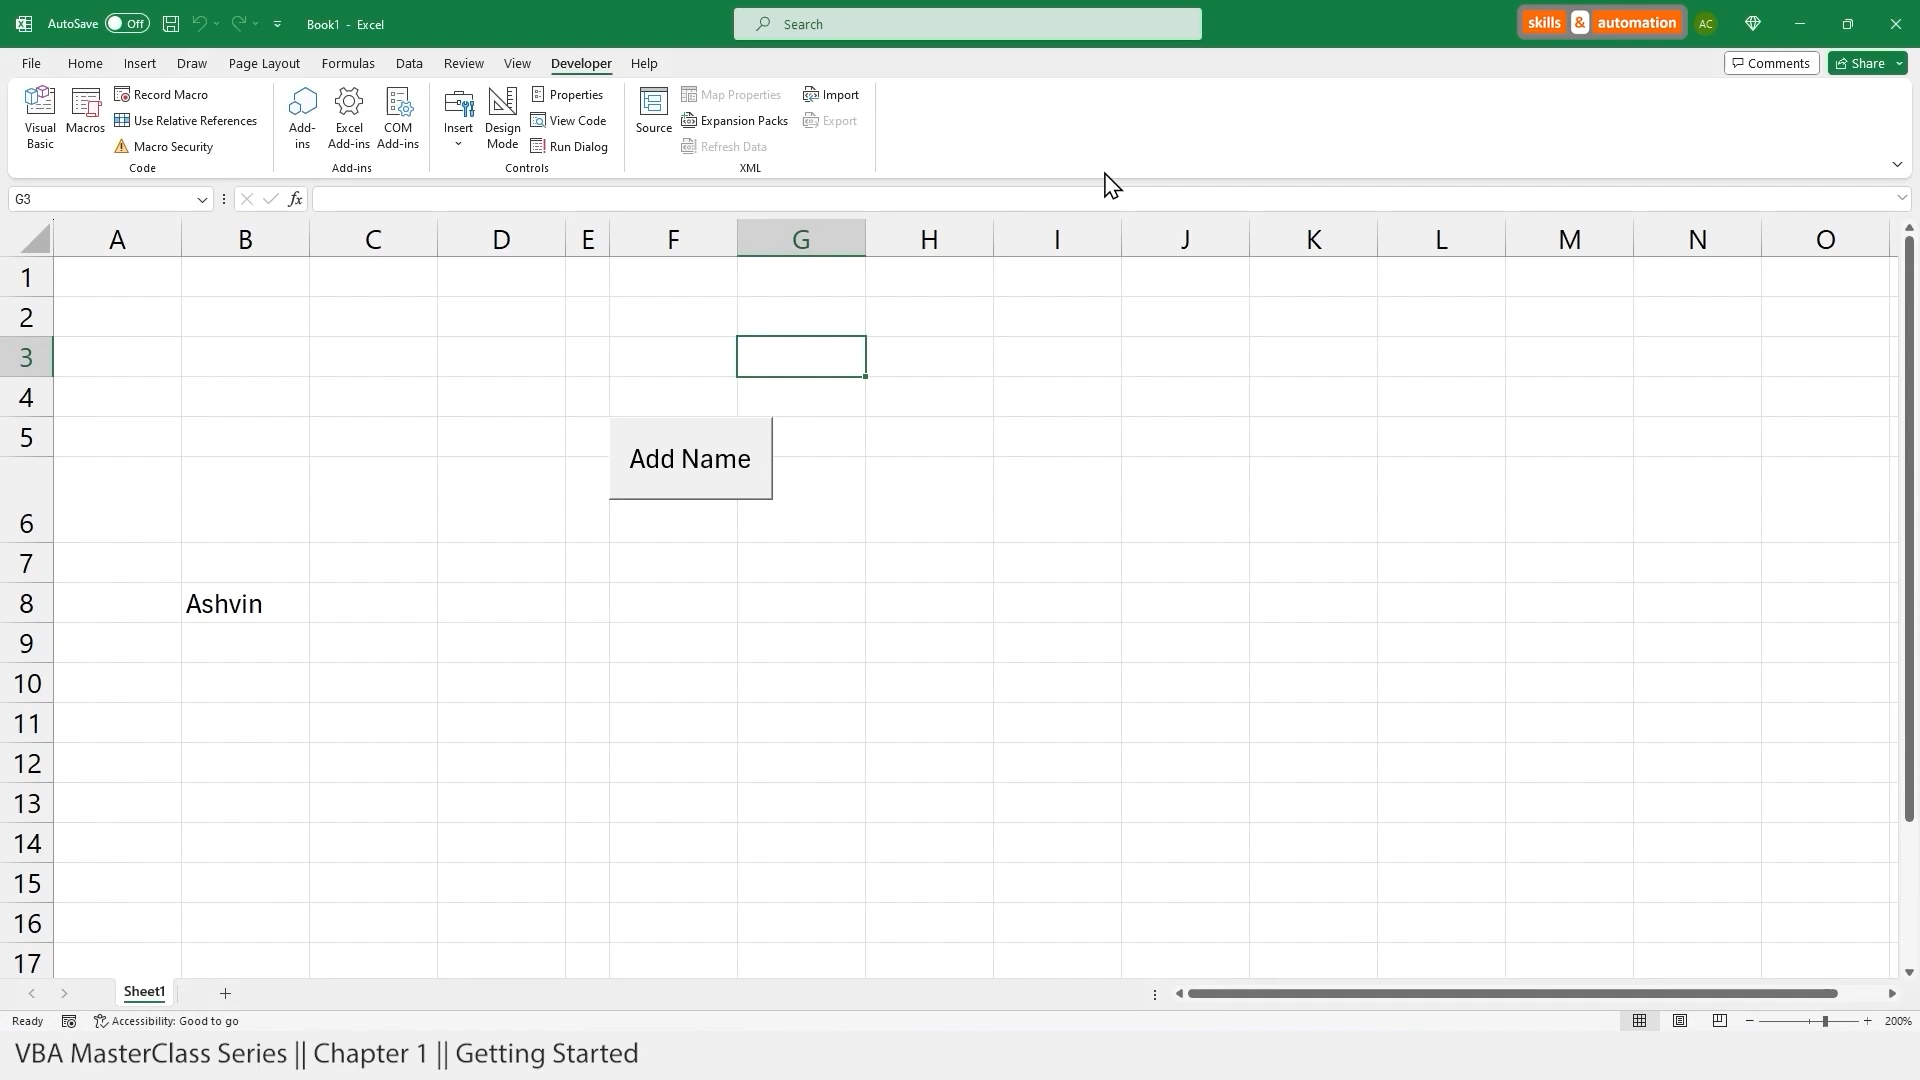 AutoSave Off Book1 - Excel Search skills & automation AC
File Home Insert Draw Page Layout Formulas Data Review View Developer Help Comments Share
Visual Basic
Macros
Record Macro
Use Relative References
Macro Security
Code
Add-ins
Excel Add-ins
COM Add-ins
Add-ins
Insert
Design Mode
Properties
View Code
Run Dialog
Controls
Source
Map Properties
Expansion Packs
Refresh Data
Import
Export
XML
G3 fx
A B C D E F G H I J K L M N O
1
2
3
4
5
Add Name
6
7
8 Ashvin
9
10
11
12
13
14
15
16
17
Sheet1
Ready Accessibility: Good to go 200%
VBA MasterClass Series || Chapter 1 || Getting Started